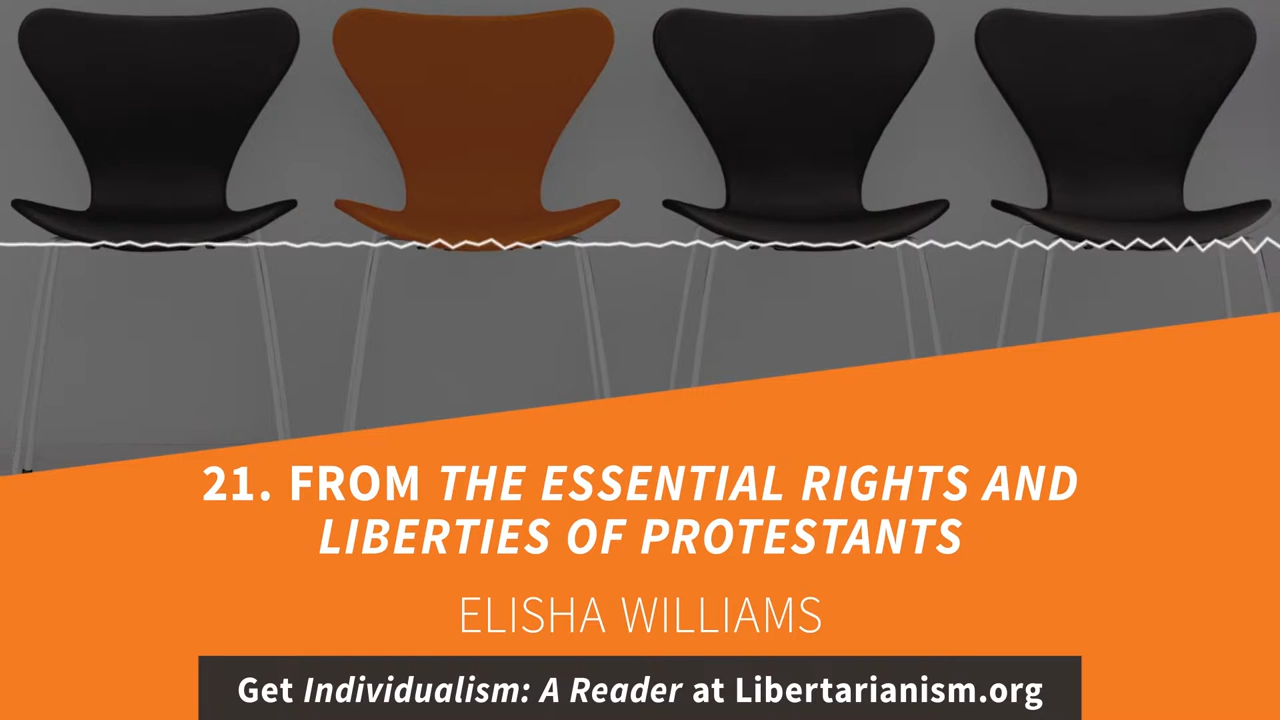 21. FROM THE ESSENTIAL RIGHTS AND
LIBERTIES OF PROTESTANTS
ELISHA WILLIAMS
Get Individualism: A Reader at Libertarianism.org